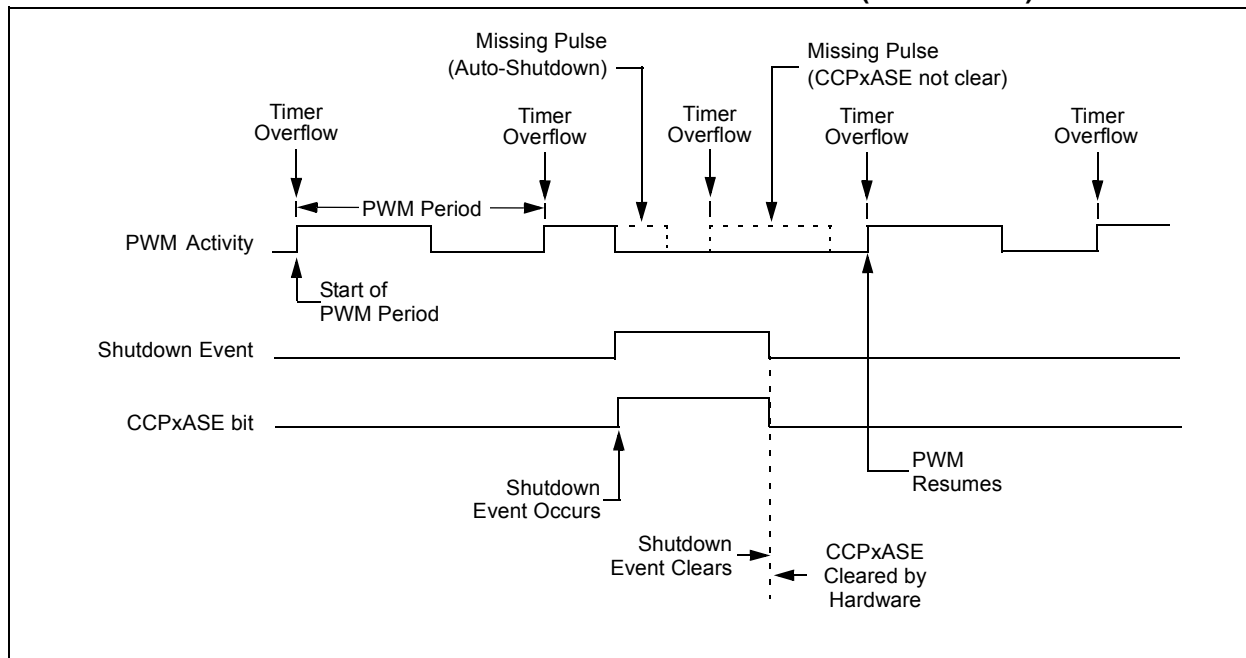 Missing Pulse
(Auto-Shutdown)
Missing Pulse
(CCPxASE not clear)
Timer
Overflow
Timer
Overflow
Timer
Overflow
Timer
Overflow
Timer
Overflow
PWM Period
PWM Activity
Start of
PWM Period
Shutdown Event
CCPxASE bit
Shutdown
Event Occurs
PWM
Resumes
Shutdown
Event Clears
CCPxASE
Cleared by
Hardware